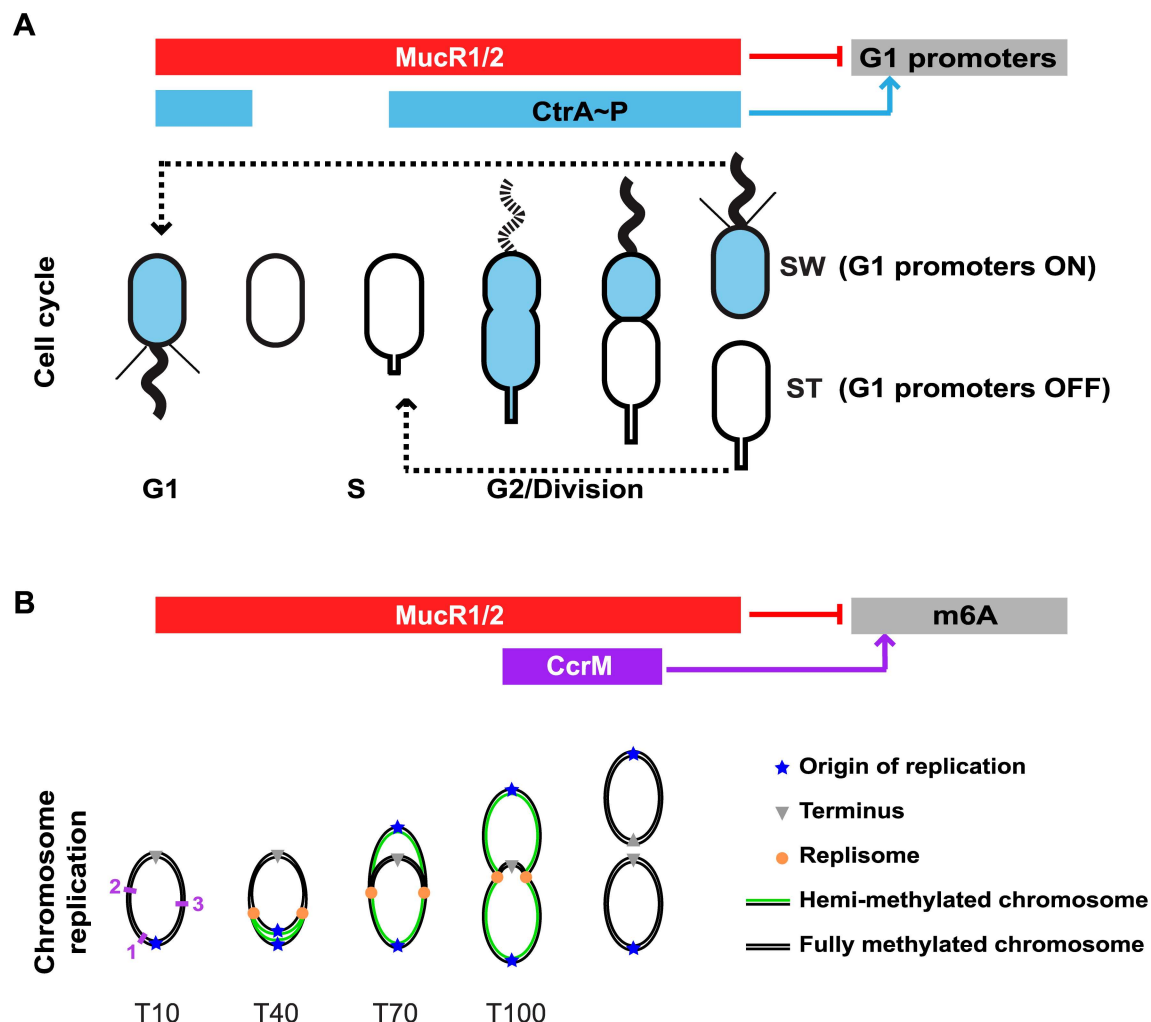 A
MucR1/2
G1 promoters
CtrA~P
Cell cycle
SW (G1 promoters ON)
ST (G1 promoters OFF)
G1
S
G2/Division
B
MucR1/2
m6A
CcrM
Chromosome
replication
2
3
1
Origin of replication
Terminus
Replisome
Hemi-methylated chromosome
Fully methylated chromosome
T10
T40
T70
T100